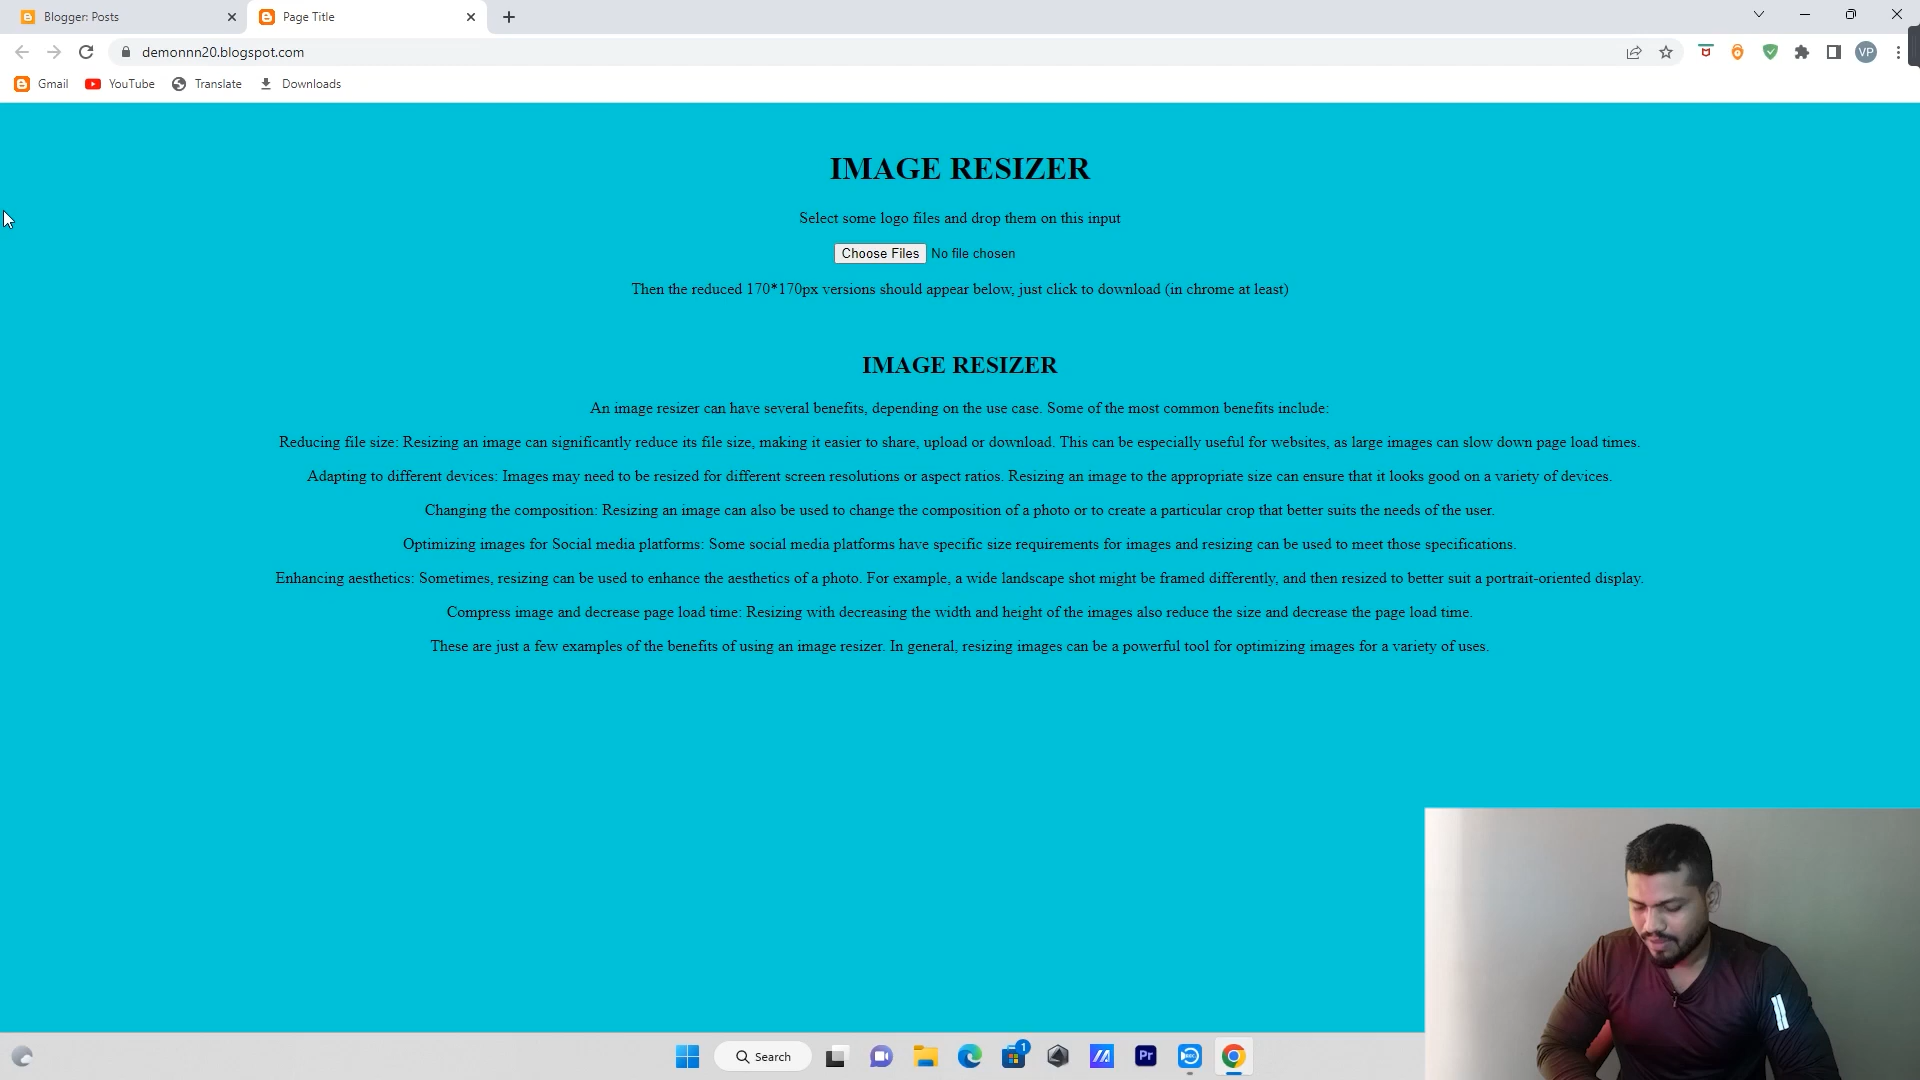 Blogger: Posts
Page Title
demonnn20.blogspot.com
VP
Gmail
YouTube
Translate
Downloads
IMAGE RESIZER
Select some logo files and drop them on this input
Choose Files No file chosen
Then the reduced 170*170px versions should appear below, just click to download (in chrome at least)
IMAGE RESIZER
An image resizer can have several benefits, depending on the use case. Some of the most common benefits include:
Reducing file size: Resizing an image can significantly reduce its file size, making it easier to share, upload or download. This can be especially useful for websites, as large images can slow down page load times.
Adapting to different devices: Images may need to be resized for different screen resolutions or aspect ratios. Resizing an image to the appropriate size can ensure that it looks good on a variety of devices.
Changing the composition: Resizing an image can also be used to change the composition of a photo or to create a particular crop that better suits the needs of the user.
Optimizing images for Social media platforms: Some social media platforms have specific size requirements for images and resizing can be used to meet those specifications.
Enhancing aesthetics: Sometimes, resizing can be used to enhance the aesthetics of a photo. For example, a wide landscape shot might be framed differently, and then resized to better suit a portrait-oriented display.
Compress image and decrease page load time: Resizing with decreasing the width and height of the images also reduce the size and decrease the page load time.
These are just a few examples of the benefits of using an image resizer. In general, resizing images can be a powerful tool for optimizing images for a variety of uses.
Search
1
Pr